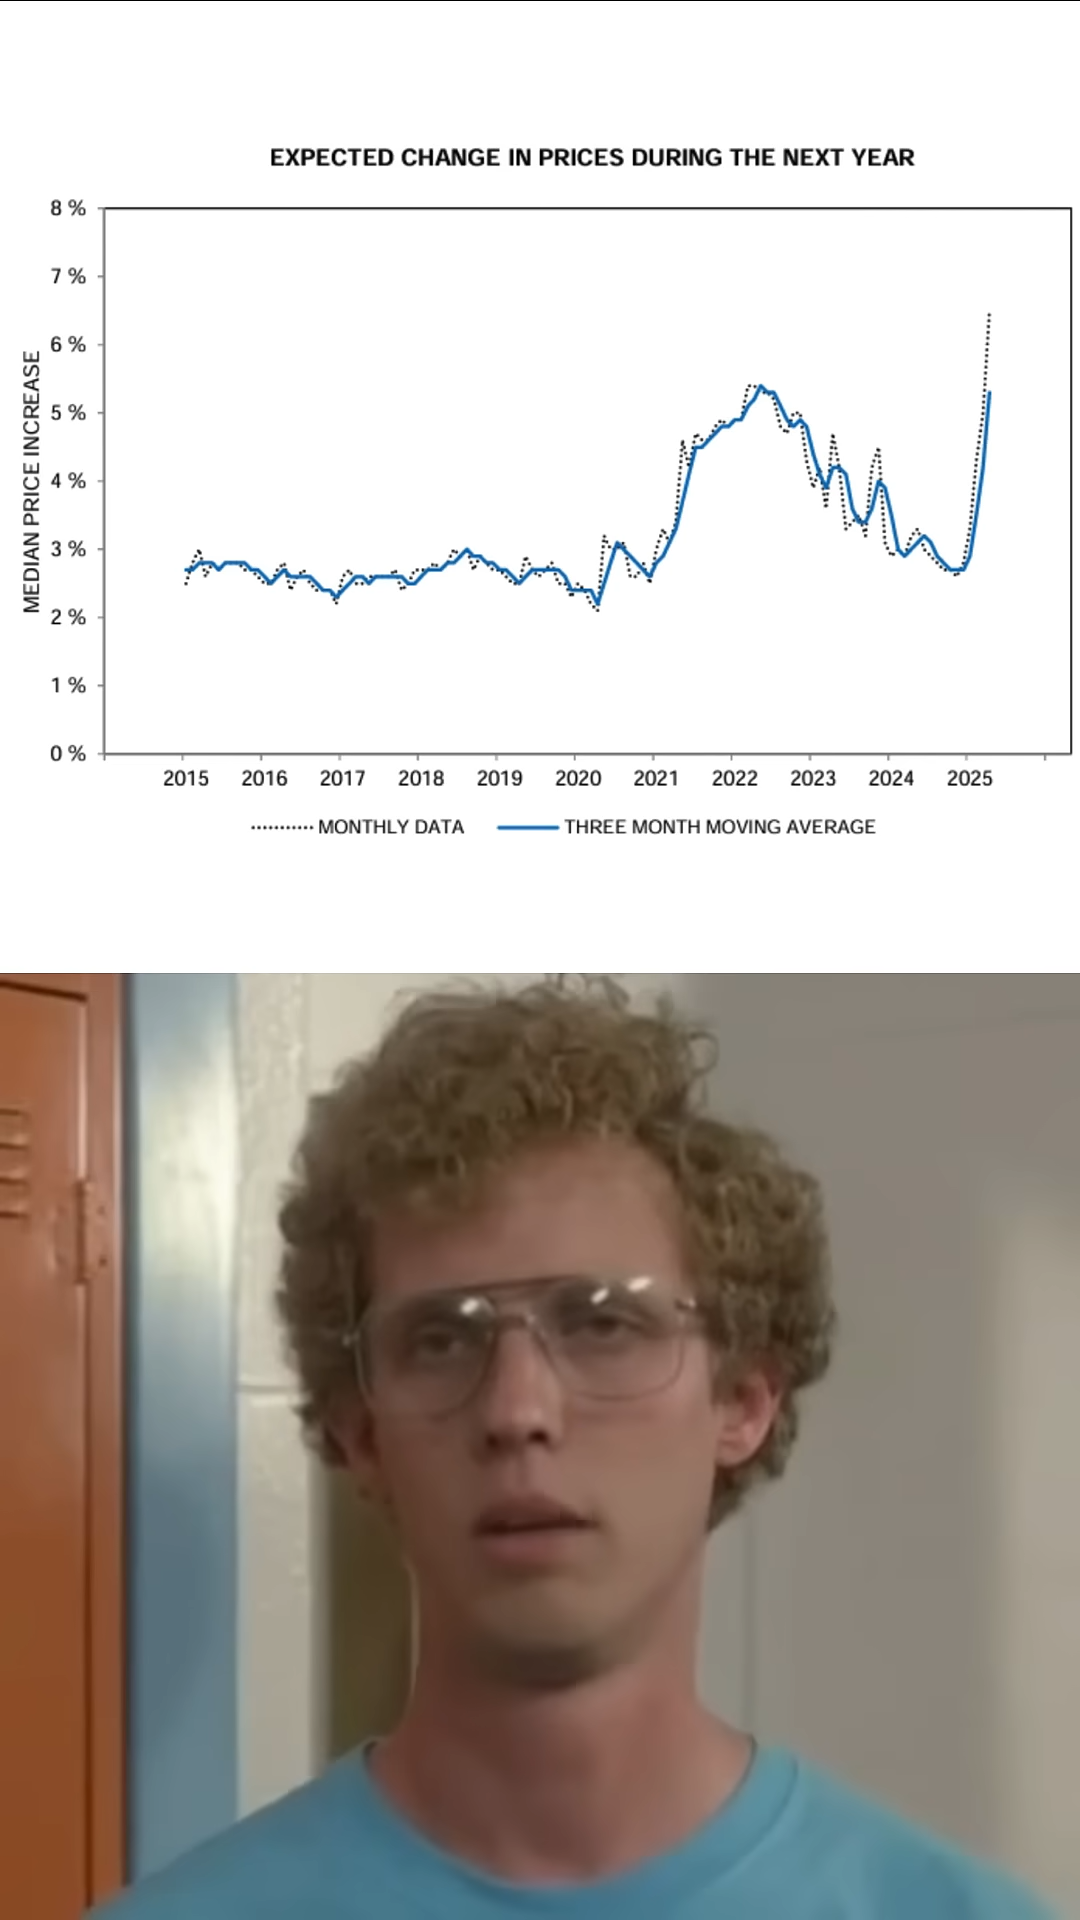 EXPECTED CHANGE IN PRICES DURING THE NEXT YEAR
8 %
7 %
6 %
5 %
4 %
3 %
2 %
1 %
0 %
MEDIAN PRICE INCREASE
2015 2016 2017 2018 2019 2020 2021 2022 2023 2024 2025
MONTHLY DATA THREE MONTH MOVING AVERAGE